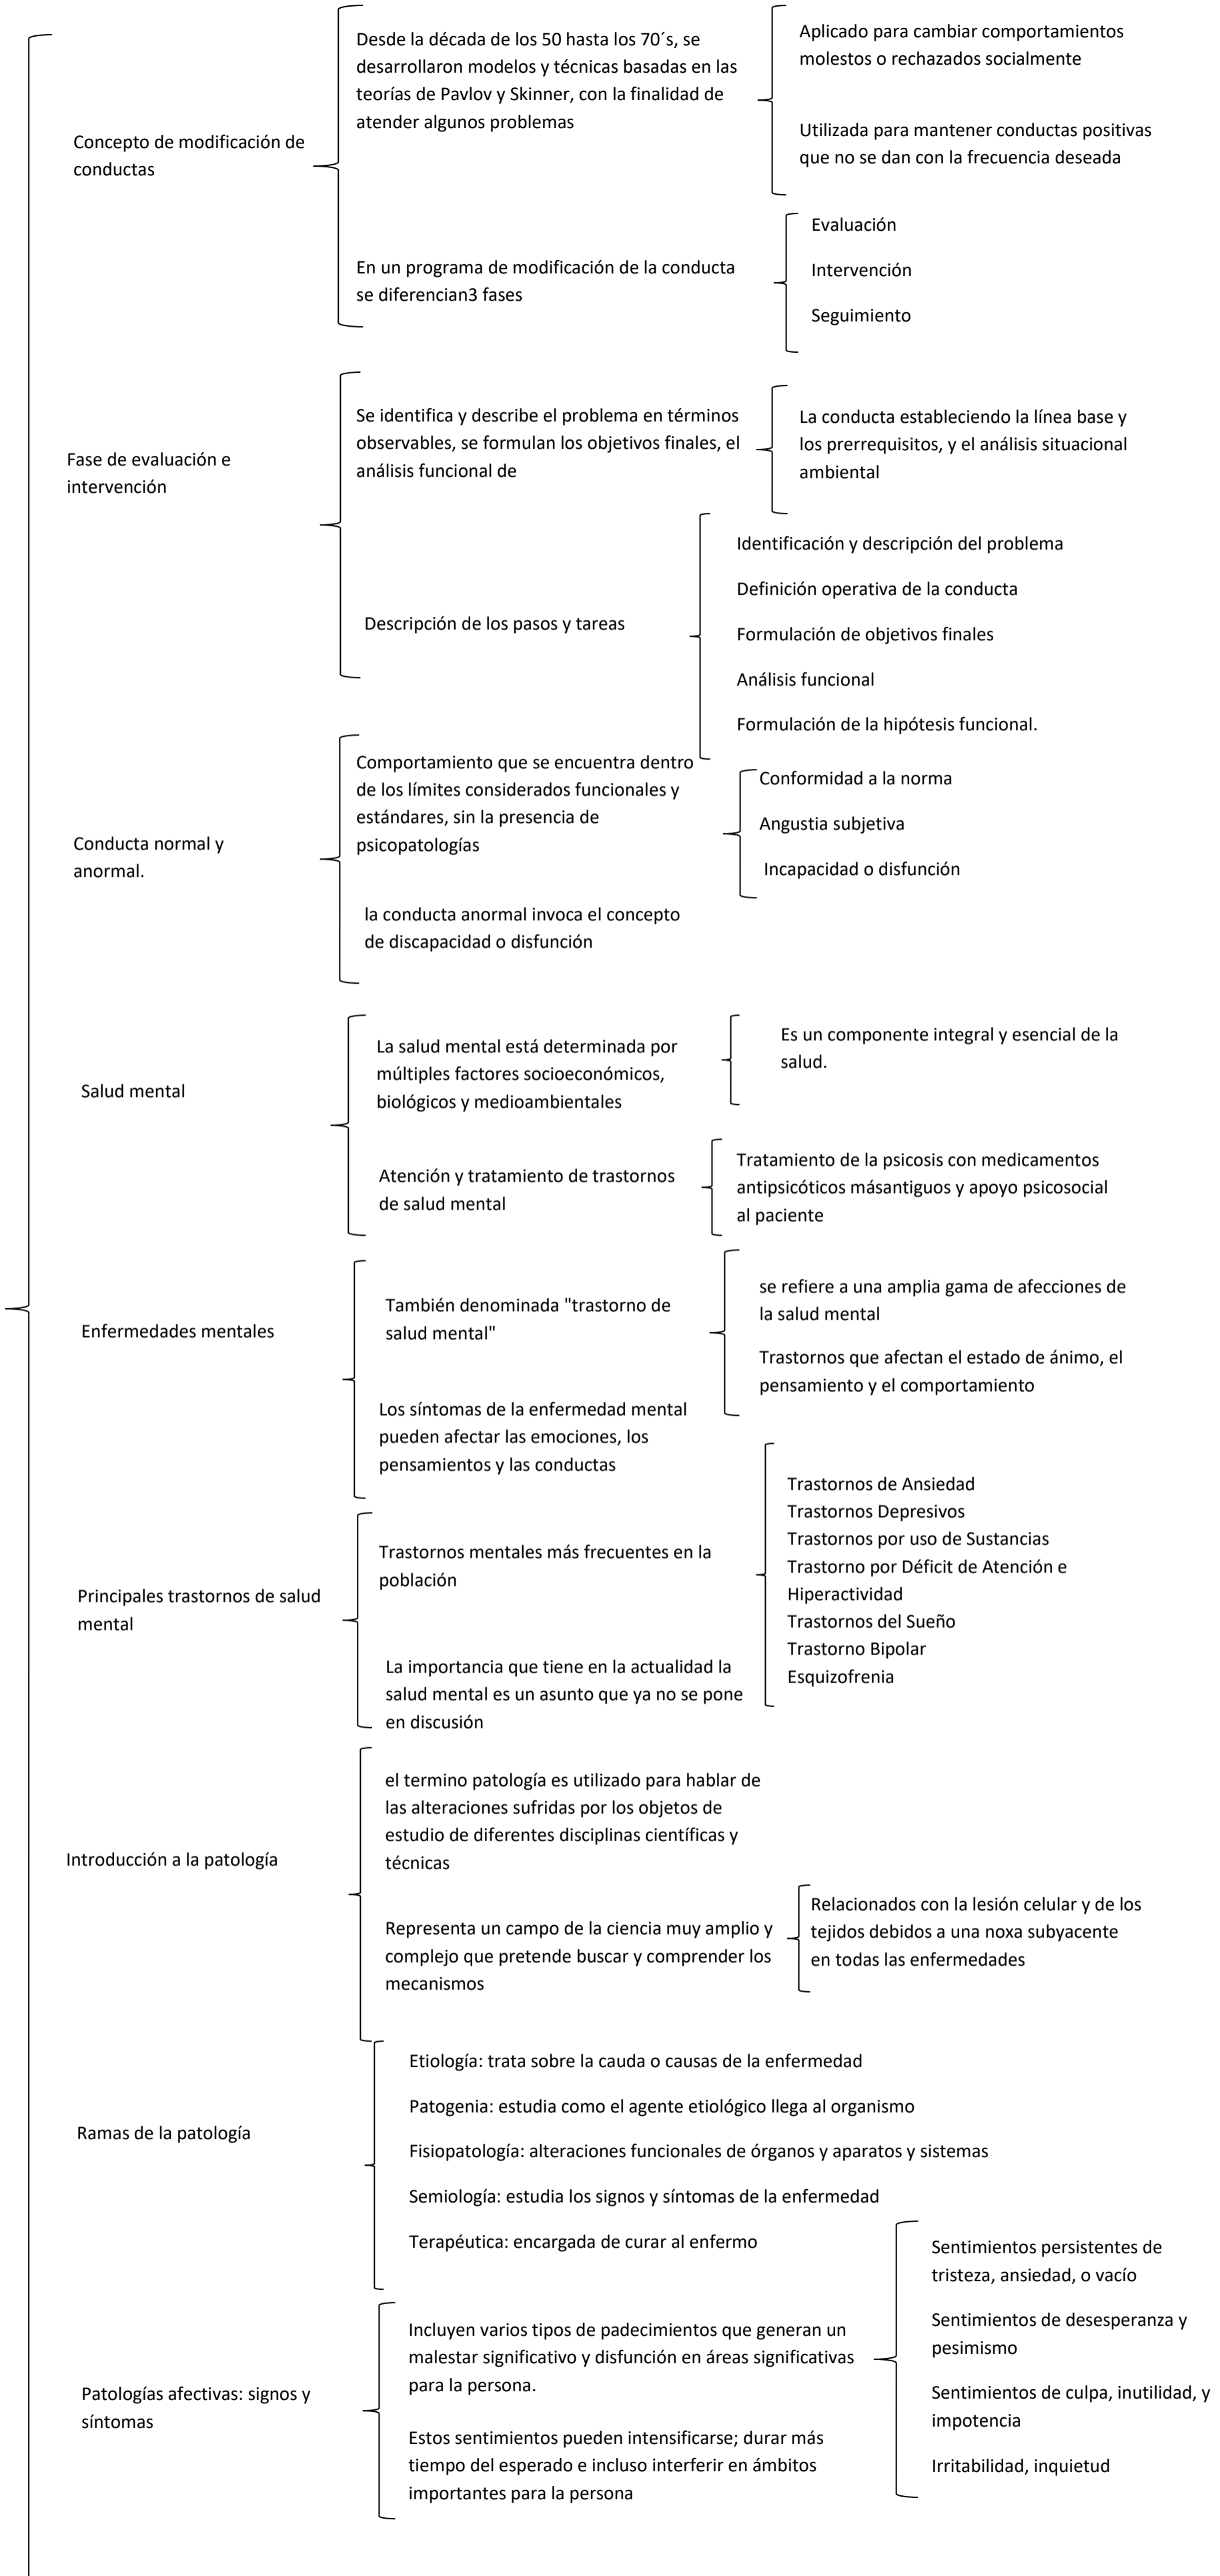 Concepto de modificación de
conductas
Desde la década de los 50 hasta los 70´s, se
desarrollaron modelos y técnicas basadas en las
teorías de Pavlov y Skinner, con la finalidad de
atender algunos problemas
Aplicado para cambiar comportamientos
molestos o rechazados socialmente
Utilizada para mantener conductas positivas
que no se dan con la frecuencia deseada
En un programa de modificación de la conducta
se diferencian3 fases
Evaluación
Intervención
Seguimiento
Fase de evaluación e
intervención
Se identifica y describe el problema en términos
observables, se formulan los objetivos finales, el
análisis funcional de
La conducta estableciendo la línea base y
los prerrequisitos, y el análisis situacional
ambiental
Descripción de los pasos y tareas
Identificación y descripción del problema
Definición operativa de la conducta
Formulación de objetivos finales
Análisis funcional
Formulación de la hipótesis funcional.
Conducta normal y
anormal.
Comportamiento que se encuentra dentro
de los límites considerados funcionales y
estándares, sin la presencia de
psicopatologías
Conformidad a la norma
Angustia subjetiva
Incapacidad o disfunción
la conducta anormal invoca el concepto
de discapacidad o disfunción
Salud mental
La salud mental está determinada por
múltiples factores socioeconómicos,
biológicos y medioambientales
Es un componente integral y esencial de la
salud.
Atención y tratamiento de trastornos
de salud mental
Tratamiento de la psicosis con medicamentos
antipsicóticos másantiguos y apoyo psicosocial
al paciente
Enfermedades mentales
También denominada "trastorno de
salud mental"
se refiere a una amplia gama de afecciones de
la salud mental
Trastornos que afectan el estado de ánimo, el
pensamiento y el comportamiento
Los síntomas de la enfermedad mental
pueden afectar las emociones, los
pensamientos y las conductas
Principales trastornos de salud
mental
Trastornos mentales más frecuentes en la
población
Trastornos de Ansiedad
Trastornos Depresivos
Trastornos por uso de Sustancias
Trastorno por Déficit de Atención e
Hiperactividad
Trastornos del Sueño
Trastorno Bipolar
Esquizofrenia
La importancia que tiene en la actualidad la
salud mental es un asunto que ya no se pone
en discusión
Introducción a la patología
el termino patología es utilizado para hablar de
las alteraciones sufridas por los objetos de
estudio de diferentes disciplinas científicas y
técnicas
Representa un campo de la ciencia muy amplio y
complejo que pretende buscar y comprender los
mecanismos
Relacionados con la lesión celular y de los
tejidos debidos a una noxa subyacente
en todas las enfermedades
Ramas de la patología
Etiología: trata sobre la cauda o causas de la enfermedad
Patogenia: estudia como el agente etiológico llega al organismo
Fisiopatología: alteraciones funcionales de órganos y aparatos y sistemas
Semiología: estudia los signos y síntomas de la enfermedad
Terapéutica: encargada de curar al enfermo
Patologías afectivas: signos y
síntomas
Incluyen varios tipos de padecimientos que generan un
malestar significativo y disfunción en áreas significativas
para la persona.
Estos sentimientos pueden intensificarse; durar más
tiempo del esperado e incluso interferir en ámbitos
importantes para la persona
Sentimientos persistentes de
tristeza, ansiedad, o vacío
Sentimientos de desesperanza y
pesimismo
Sentimientos de culpa, inutilidad, y
impotencia
Irritabilidad, inquietud